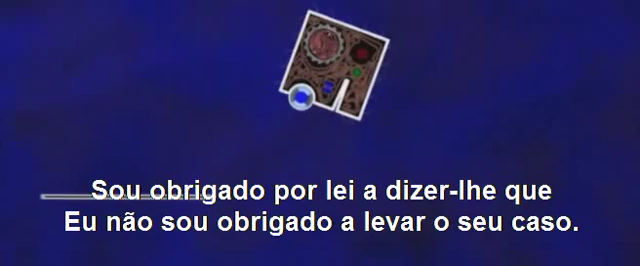 Sou obrigado por lei a dizer-lhe que
Eu não sou obrigado a levar o seu caso.